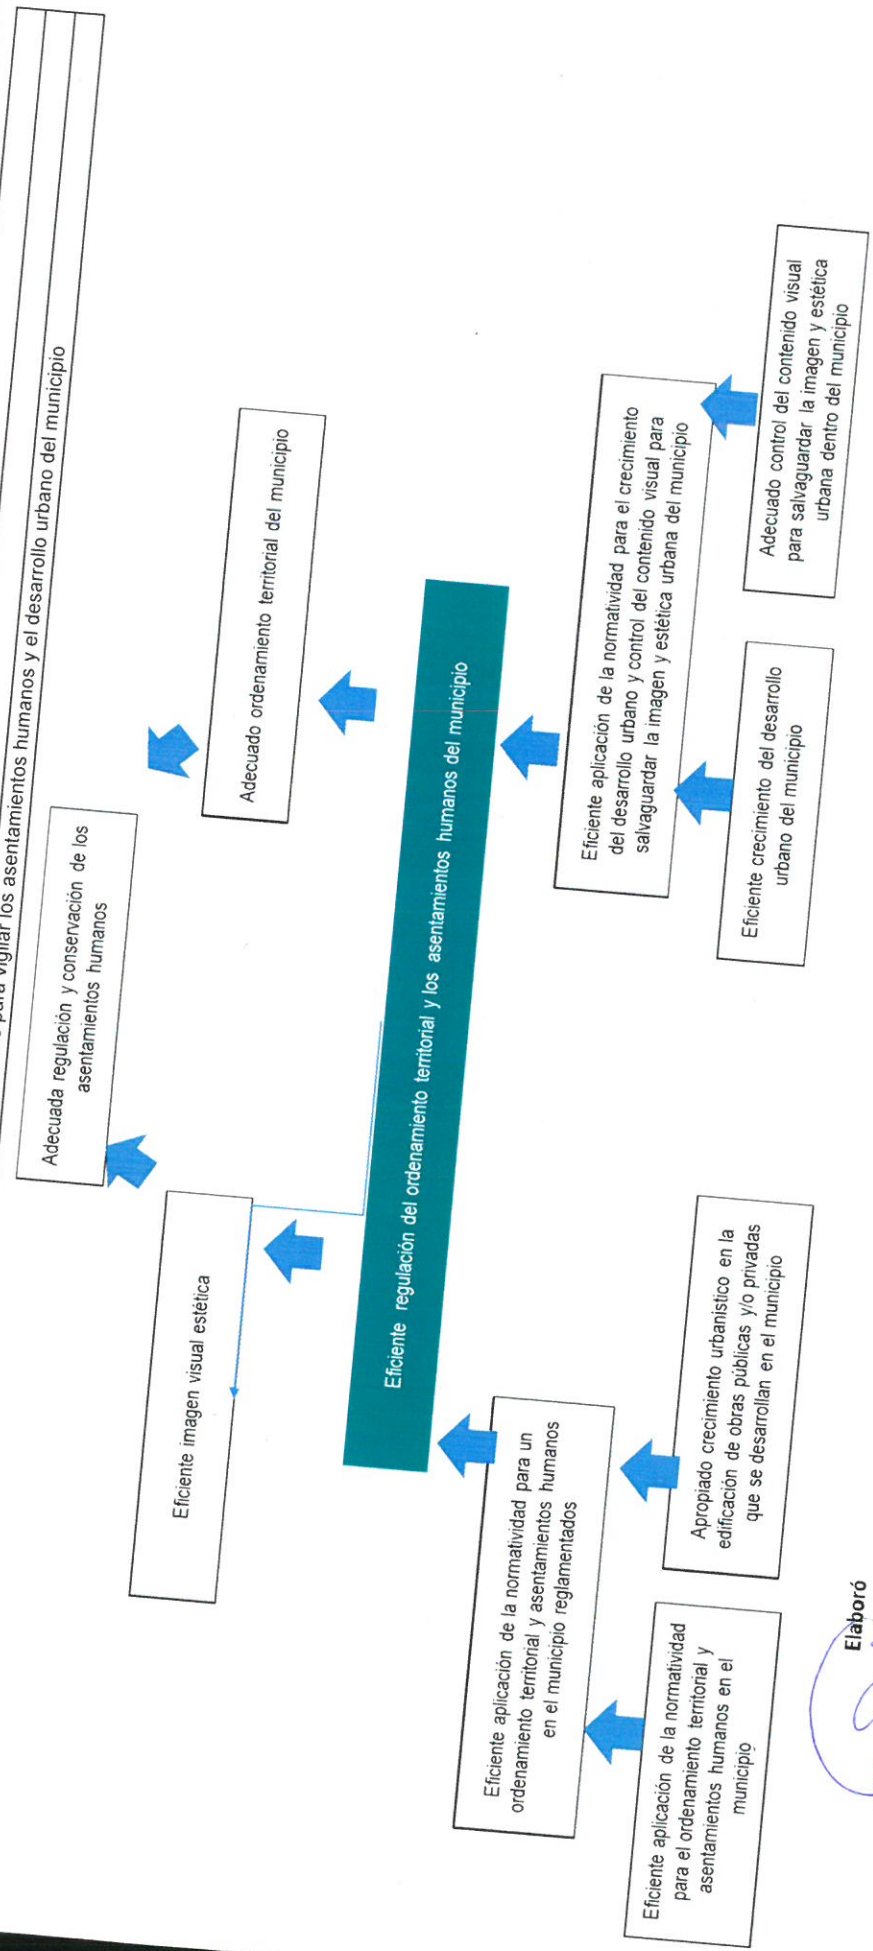 para vigilar los asentamientos humanos y el desarrollo urbano del municipio
Adecuada regulación y conservación de los
asentamientos humanos
Eficiente imagen visual estética
Adecuado ordenamiento territorial del municipio
Eficiente regulación del ordenamiento territorial y los asentamientos humanos del municipio
Eficiente aplicación de la normatividad para un
ordenamiento territorial y asentamientos humanos
en el municipio reglamentados
Eficiente aplicación de la normatividad para el crecimiento
del desarrollo urbano y control del contenido visual para
salvaguardar la imagen y estética urbana del municipio
Eficiente aplicación de la normatividad
para el ordenamiento territorial y
asentamientos humanos en el
municipio
Apropiado crecimiento urbanístico en la
edificación de obras públicas y/o privadas
que se desarrollan en el municipio
Eficiente crecimiento del desarrollo
urbano del municipio
Adecuado control del contenido visual
para salvaguardar la imagen y estética
urbana dentro del municipio
Elaboró